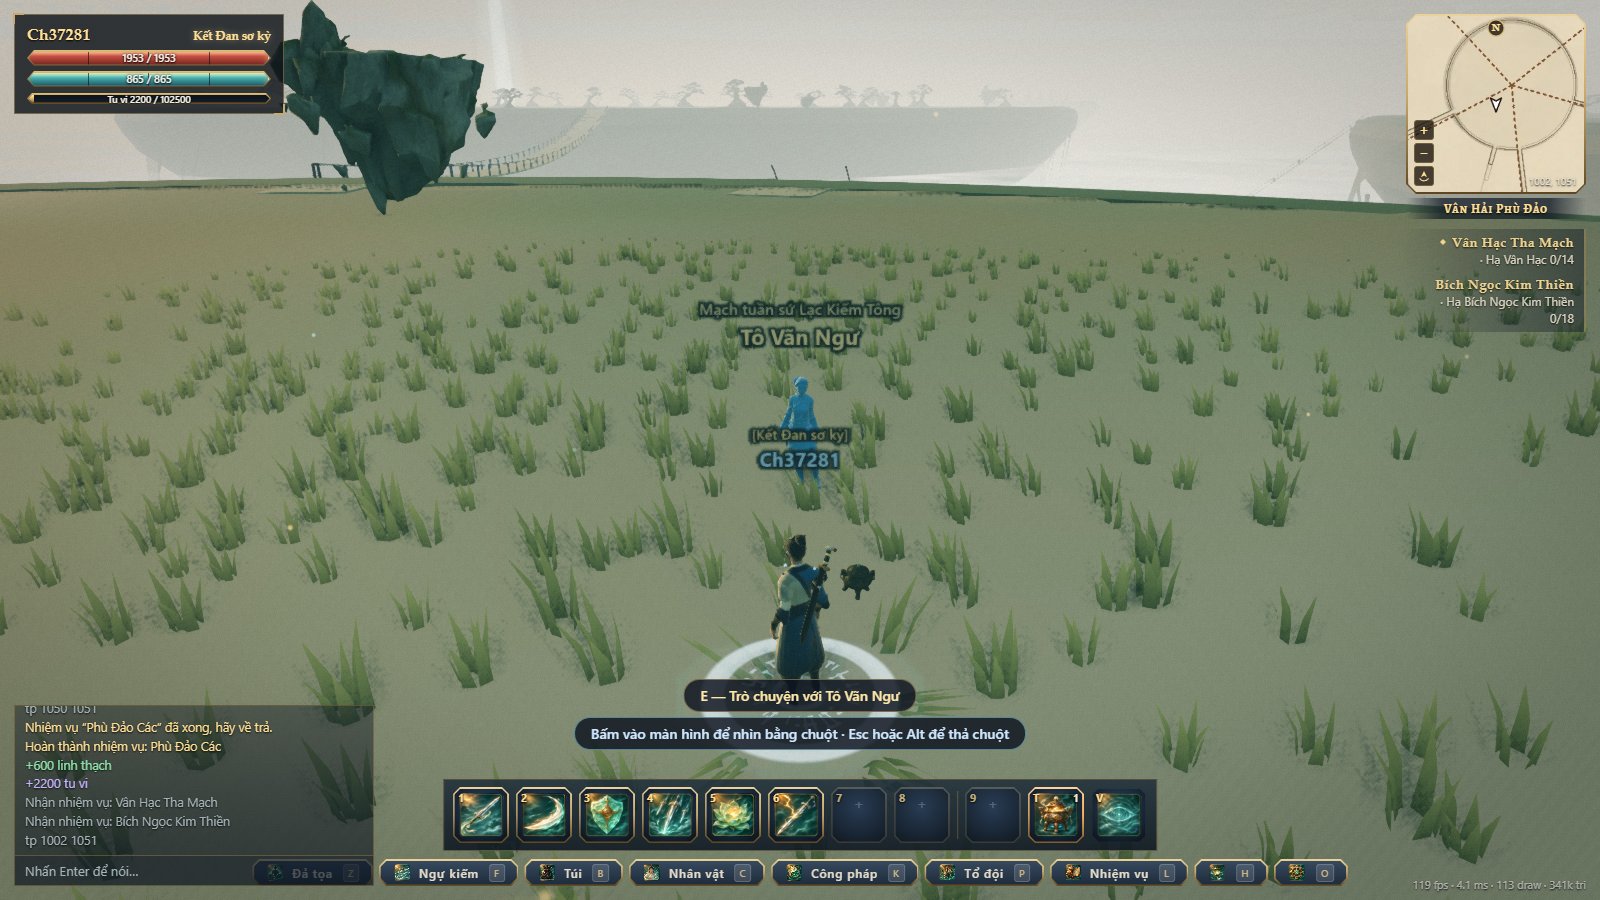 Ch37281
Kết Đan sơ kỳ
1953 / 1953
865 / 865
Tu vi 2200 / 102500
N
+
−
1002, 1051
Vân Hải Phù Đảo
Vân Hạc Tha Mạch
· Hạ Vân Hạc 0/14
Bích Ngọc Kim Thiền
· Hạ Bích Ngọc Kim Thiền
0/18
Mạch tuần sứ Lạc Kiếm Tông
Tô Vãn Ngư
[Kết Đan sơ kỳ]
Ch37281
E — Trò chuyện với Tô Vãn Ngư
Bấm vào màn hình để nhìn bằng chuột · Esc hoặc Alt để thả chuột
tp 1050 1051
Nhiệm vụ "Phù Đảo Các" đã xong, hãy về trả.
Hoàn thành nhiệm vụ: Phù Đảo Các
+600 linh thạch
+2200 tu vi
Nhận nhiệm vụ: Vân Hạc Tha Mạch
Nhận nhiệm vụ: Bích Ngọc Kim Thiền
tp 1002 1051
Nhấn Enter để nói...
1 2 3 4 5 6 7 8 9 T 1 V
Đả tọa Z
Ngự kiếm F
Túi B
Nhân vật C
Công pháp K
Tổ đội P
Nhiệm vụ L
H
O
119 fps · 4.1 ms · 113 draw · 341k tri